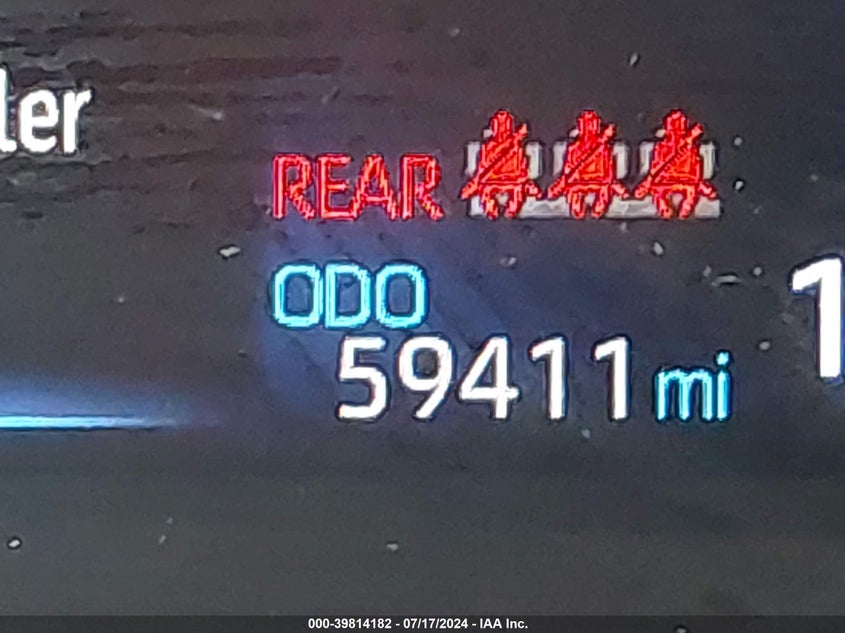 ler
REAR
ODO
59411 mi
1
000-39814182 - 07/17/2024 - IAA Inc.